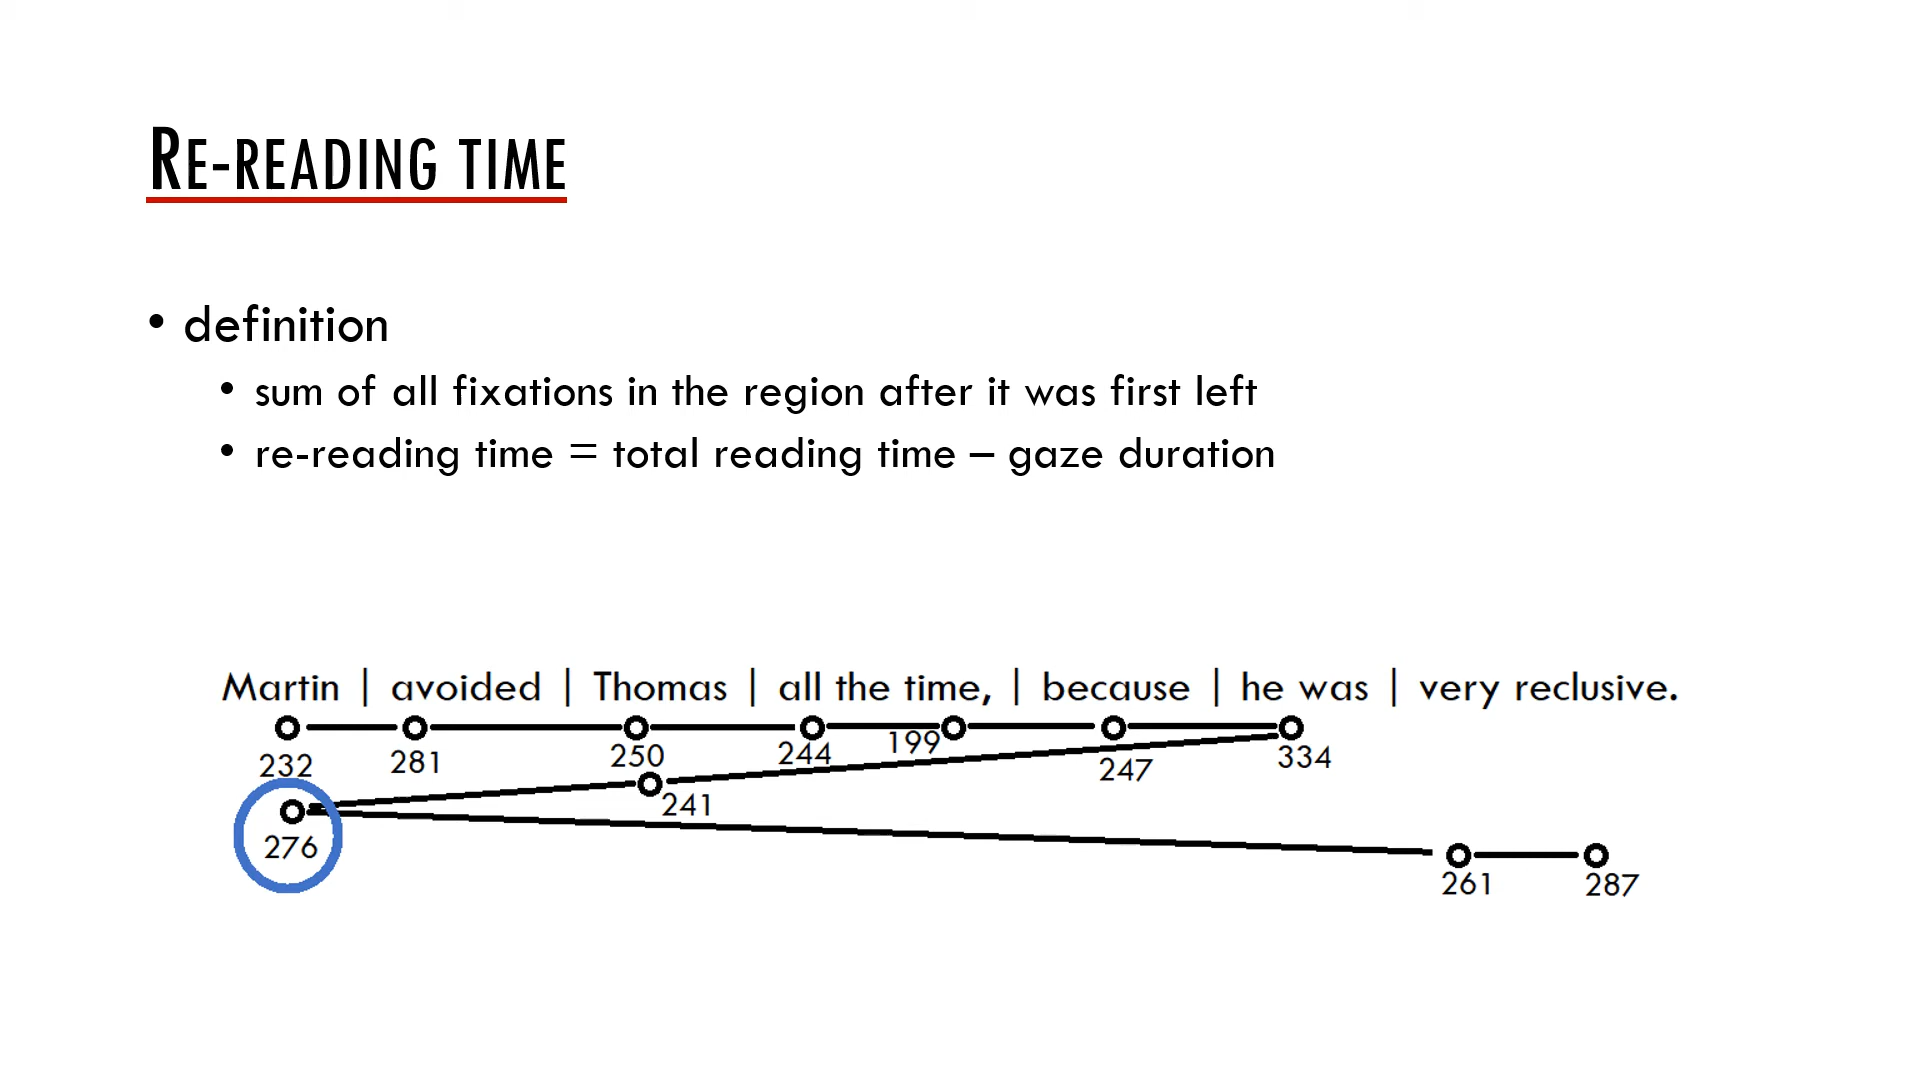 RE-READING TIME
• definition
• sum of all fixations in the region after it was first left
• re-reading time = total reading time – gaze duration
Martin | avoided | Thomas | all the time, | because | he was | very reclusive.
232 281 250 244 199 247 334
241
276
261 287